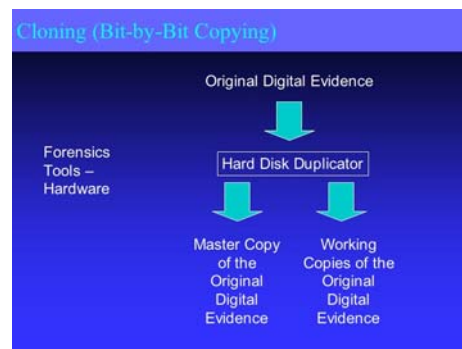 Cloning (Bit-by-Bit Copying)
Original Digital Evidence
Forensics
Tools –
Hardware
Hard Disk Duplicator
Master Copy
of the
Original
Digital
Evidence
Working
Copies of the
Original
Digital
Evidence